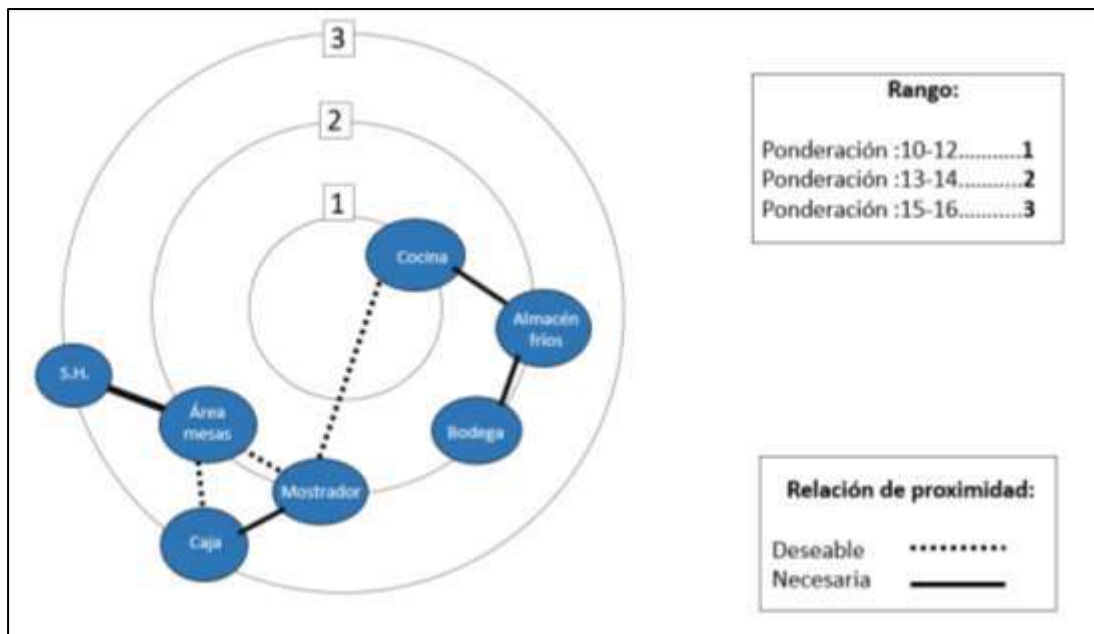 3
2
1
Cocina
Almacén
fríos
S.H.
Área
mesas
Bodega
Mostrador
Caja
Rango:
Ponderación :10-12...........1
Ponderación :13-14...........2
Ponderación :15-16...........3
Relación de proximidad:
Deseable
Necesaria